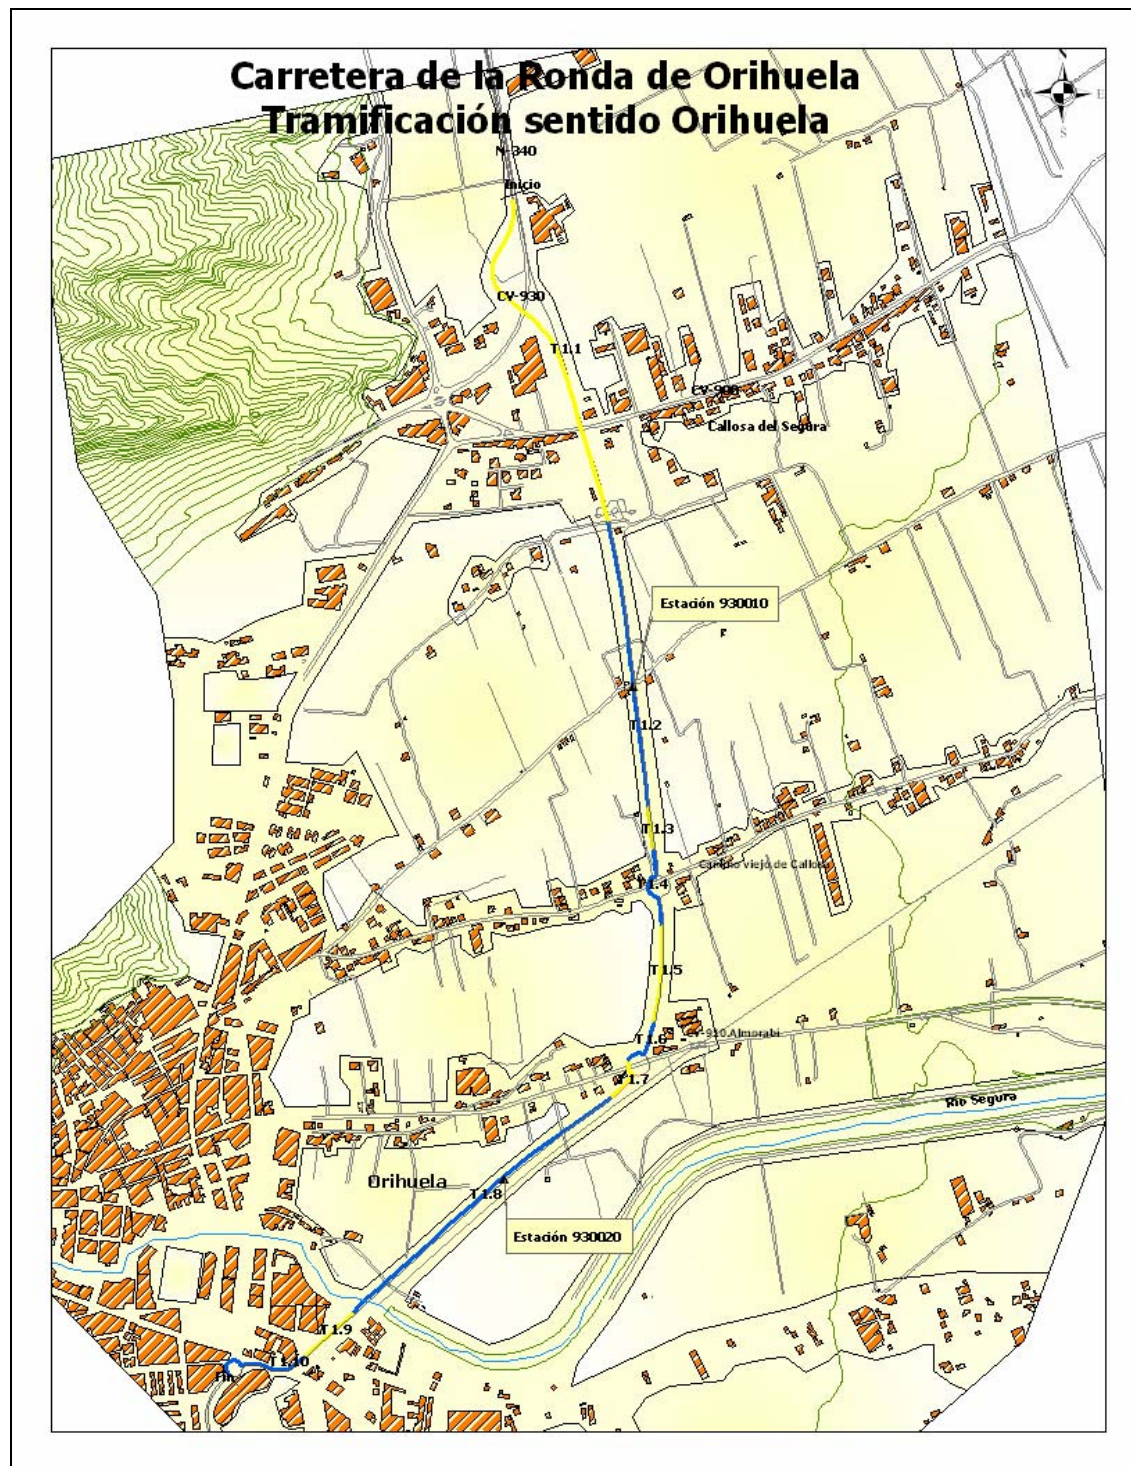 Carretera de la Ronda de Orihuela
Tramificación sentido Orihuela
N
W E
S
N-340
Inicio
CV-930
T 1.1
CV-900
Callosa del Segura
Estación 930010
T 1.2
T 1.3
Camino viejo de Callosa
T 1.4
T 1.5
CV-920 Almorabi
T 1.6
T 1.7
Río Segura
Orihuela
T 1.8
Estación 930020
T 1.9
T 1.10
Fin